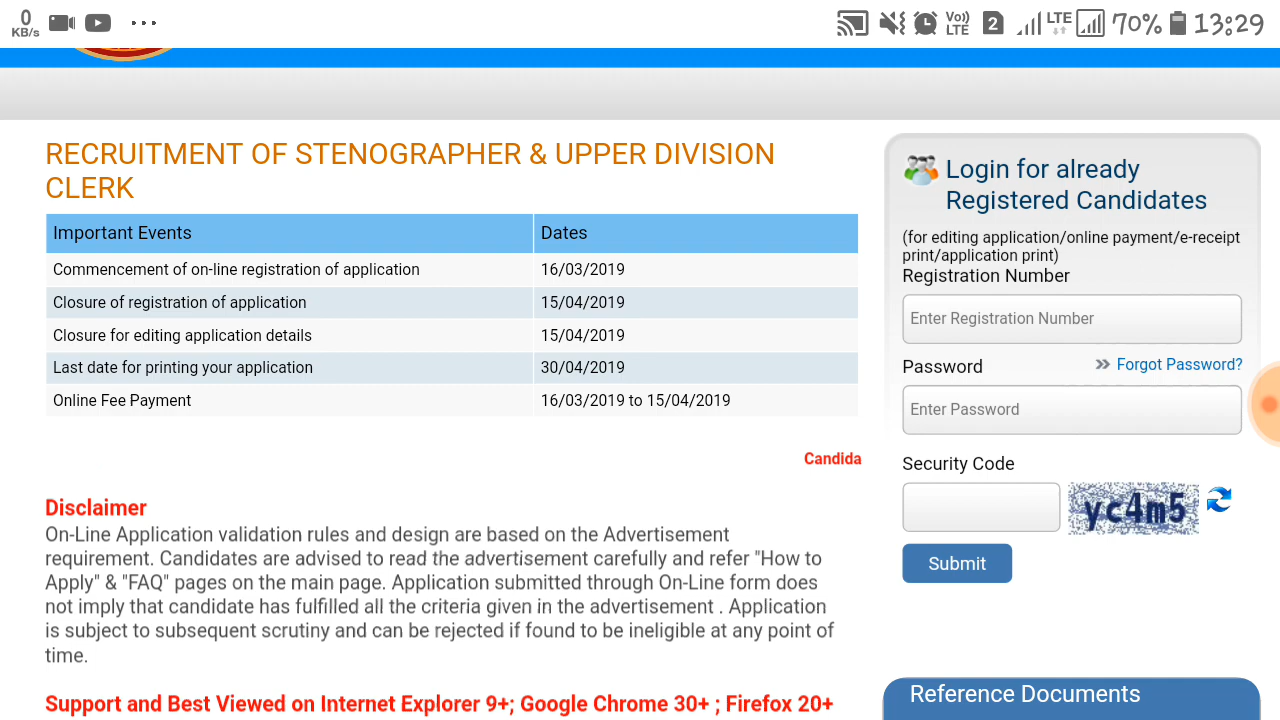 0
KB/s
Vo))
LTE
2
LTE
70%
13:29
RECRUITMENT OF STENOGRAPHER & UPPER DIVISION
CLERK
Important Events Dates
Commencement of on-line registration of application 16/03/2019
Closure of registration of application 15/04/2019
Closure for editing application details 15/04/2019
Last date for printing your application 30/04/2019
Online Fee Payment 16/03/2019 to 15/04/2019
Candida
Disclaimer
On-Line Application validation rules and design are based on the Advertisement
requirement. Candidates are advised to read the advertisement carefully and refer "How to
Apply" & "FAQ" pages on the main page. Application submitted through On-Line form does
not imply that candidate has fulfilled all the criteria given in the advertisement . Application
is subject to subsequent scrutiny and can be rejected if found to be ineligible at any point of
time.
Support and Best Viewed on Internet Explorer 9+; Google Chrome 30+ ; Firefox 20+
Login for already
Registered Candidates
(for editing application/online payment/e-receipt
print/application print)
Registration Number
Enter Registration Number
Password Forgot Password?
Enter Password
Security Code
yc4m5
Submit
Reference Documents